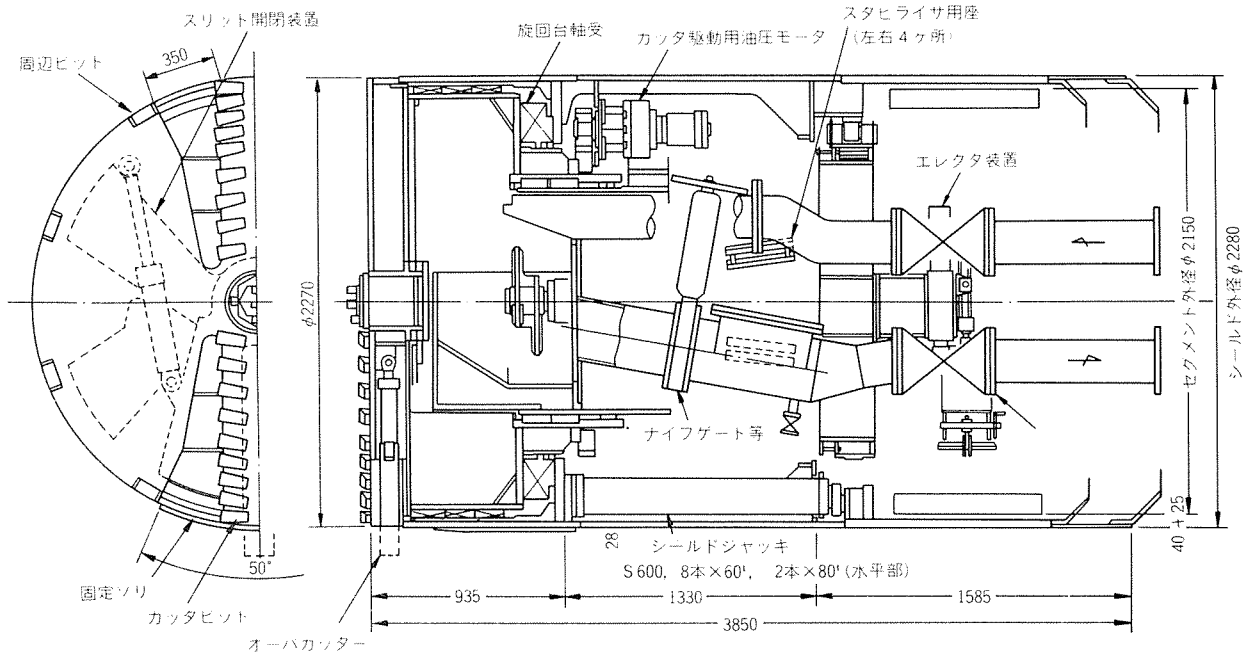 スリット開閉装置
周辺ビット
350
旋回台軸受
カッタ駆動用油圧モータ
スタヒライサ用座
(左右4ヶ所)
エレクタ装置
φ2270
セクメント外径φ2150
シールド外径φ2280
ナイフゲート等
28
シールドジャッキ
S600, 8本×60ᵗ, 2本×80ᵗ(水平部)
40+25
50°
固定ソリ
カッタビット
オーバカッター
935
1330
1585
3850